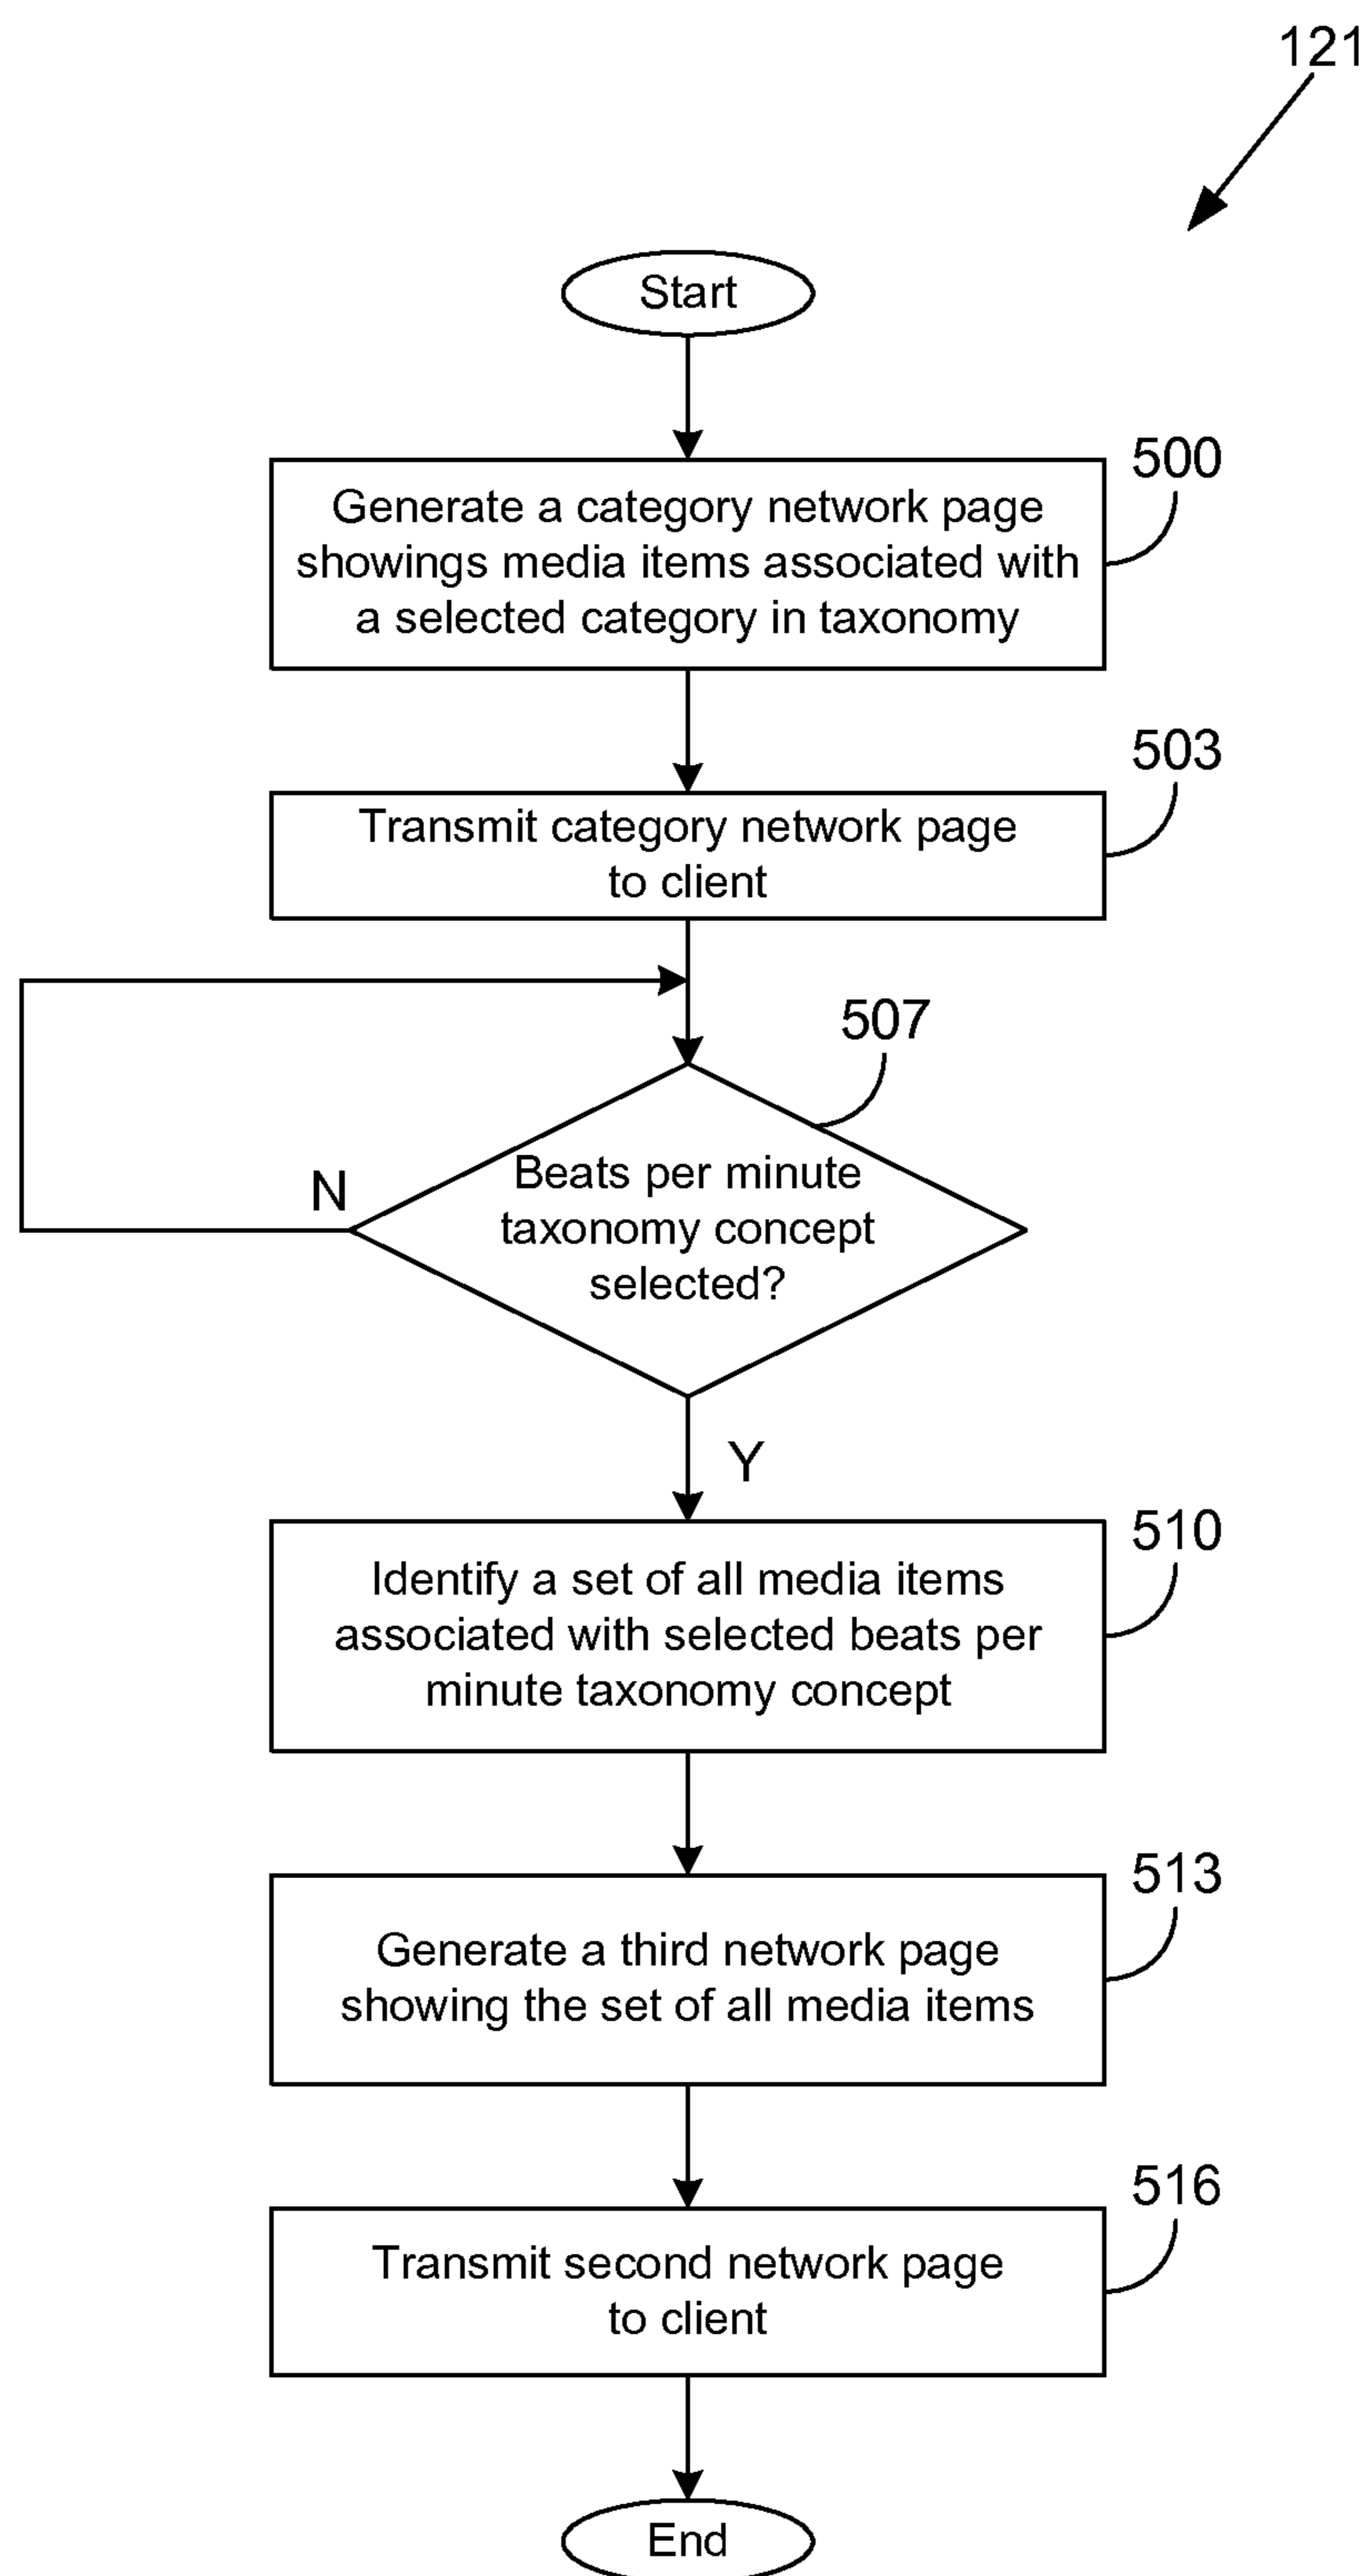 121
Start
500
Generate a category network page
showings media items associated with
a selected category in taxonomy
503
Transmit category network page
to client
507
Beats per minute
taxonomy concept
selected?
N
Y
510
Identify a set of all media items
associated with selected beats per
minute taxonomy concept
513
Generate a third network page
showing the set of all media items
516
Transmit second network page
to client
End